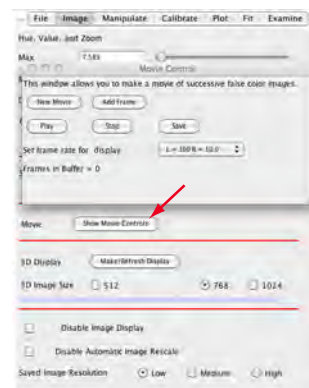 File Image Manipulate Calibrate Plot Fit Examine
Hue, Value, and Zoom
Max 7.585
Movie Controls
This window allows you to make a movie of successive false color images.
New Movie Add Frame
Play Stop Save
Set frame rate for display
Frames in Buffer = 0
Movie Show Movie Controls
3D Display Make/Refresh Display
3D Image Size 512 768 1024
Disable Image Display
Disable Automatic Image Rescale
Saved Image Resolution Low Medium High